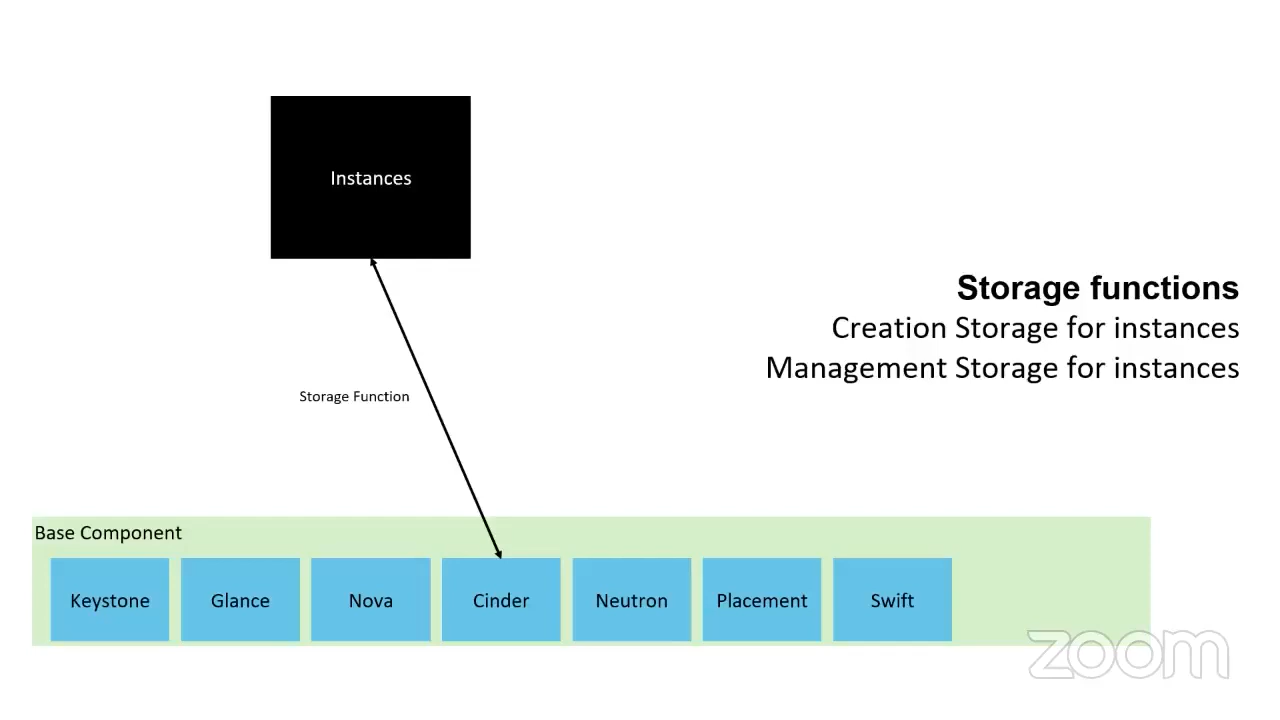 Instances
Storage functions
Creation Storage for instances
Management Storage for instances
Storage Function
Base Component
Keystone
Glance
Nova
Cinder
Neutron
Placement
Swift
zoom